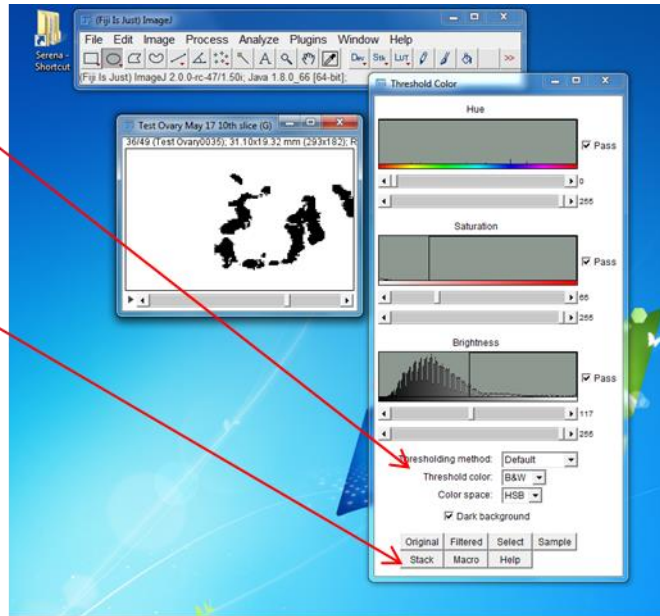 Serena -
Shortcut
(Fiji Is Just) ImageJ
File Edit Image Process Analyze Plugins Window Help
Dev Stk LUT >>
(Fiji Is Just) ImageJ 2.0.0-rc-47/1.50i; Java 1.8.0_66 [64-bit];
Test Ovary May 17 10th slice (G)
36/49 (Test Ovary0035); 31.10x19.32 mm (293x182); R
Threshold Color
Hue
Pass
0
255
Saturation
Pass
65
255
Brightness
Pass
117
255
Thresholding method: Default
Threshold color: B&W
Color space: HSB
Dark background
Original Filtered Select Sample
Stack Macro Help